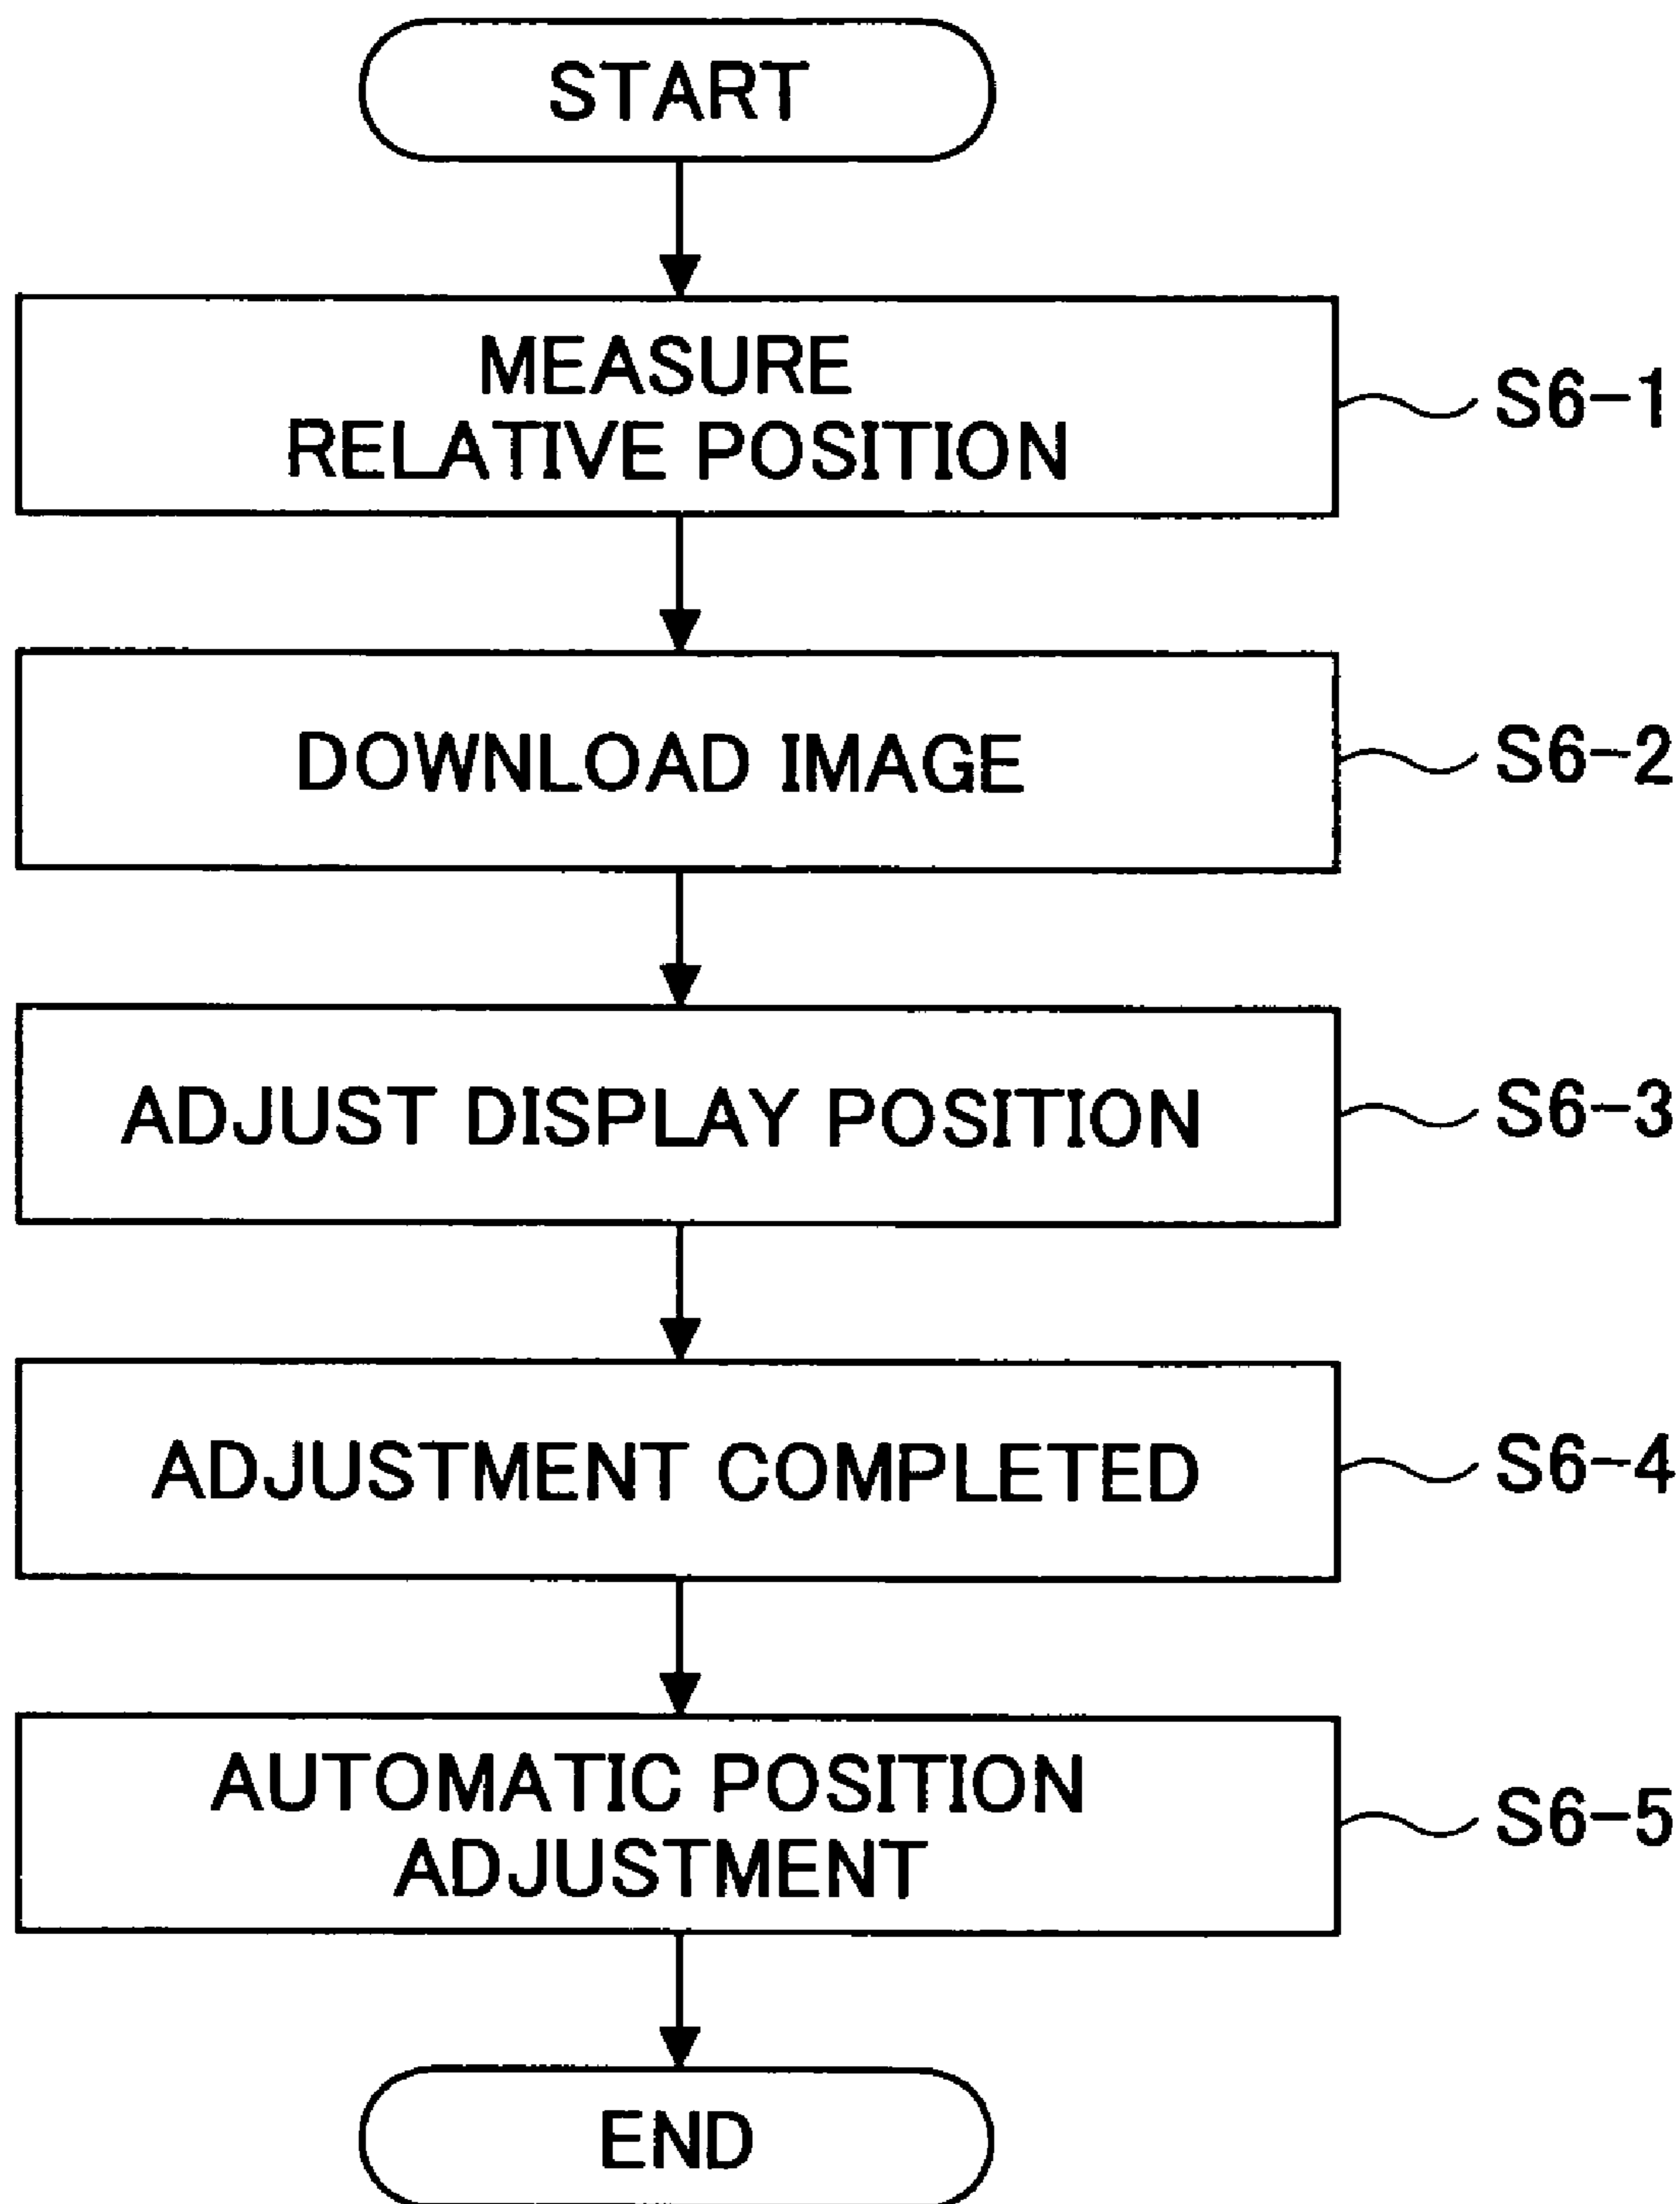 START
MEASURE
RELATIVE POSITION
S6-1
DOWNLOAD IMAGE
S6-2
ADJUST DISPLAY POSITION
S6-3
ADJUSTMENT COMPLETED
S6-4
AUTOMATIC POSITION
ADJUSTMENT
S6-5
END